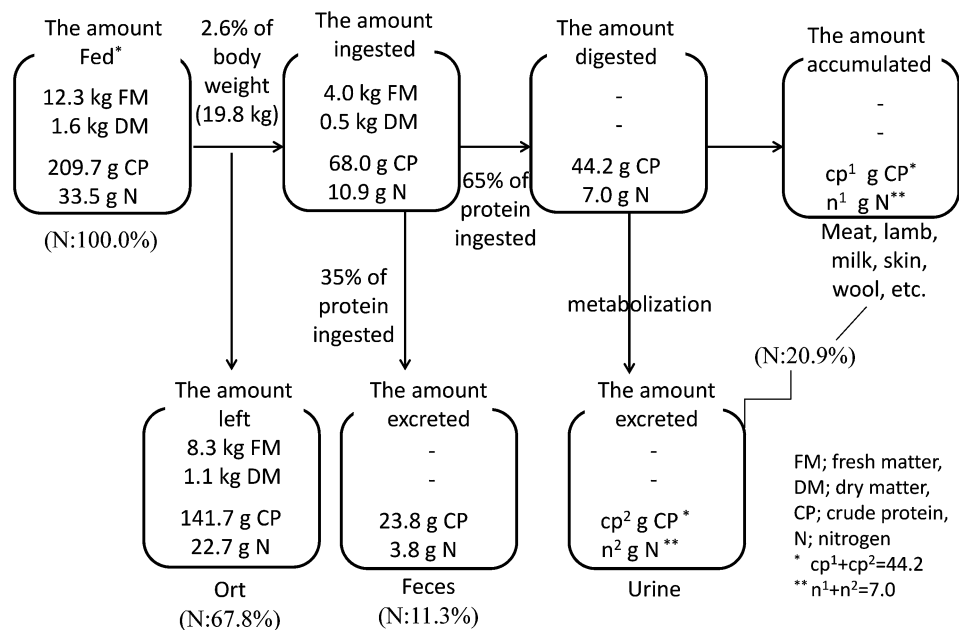 The amount
Fed*
12.3 kg FM
1.6 kg DM
209.7 g CP
33.5 g N
(N:100.0%)
2.6% of
body
weight
(19.8 kg)
The amount
ingested
4.0 kg FM
0.5 kg DM
68.0 g CP
10.9 g N
65% of
protein
ingested
The amount
digested
-
-
44.2 g CP
7.0 g N
The amount
accumulated
-
-
cp¹ g CP*
n¹ g N**
Meat, lamb,
milk, skin,
wool, etc.
(N:20.9%)
35% of
protein
ingested
metabolization
The amount
left
8.3 kg FM
1.1 kg DM
141.7 g CP
22.7 g N
Ort
(N:67.8%)
The amount
excreted
-
-
23.8 g CP
3.8 g N
Feces
(N:11.3%)
The amount
excreted
-
-
cp² g CP *
n² g N **
Urine
FM; fresh matter,
DM; dry matter,
CP; crude protein,
N; nitrogen
* cp¹+cp²=44.2
** n¹+n²=7.0